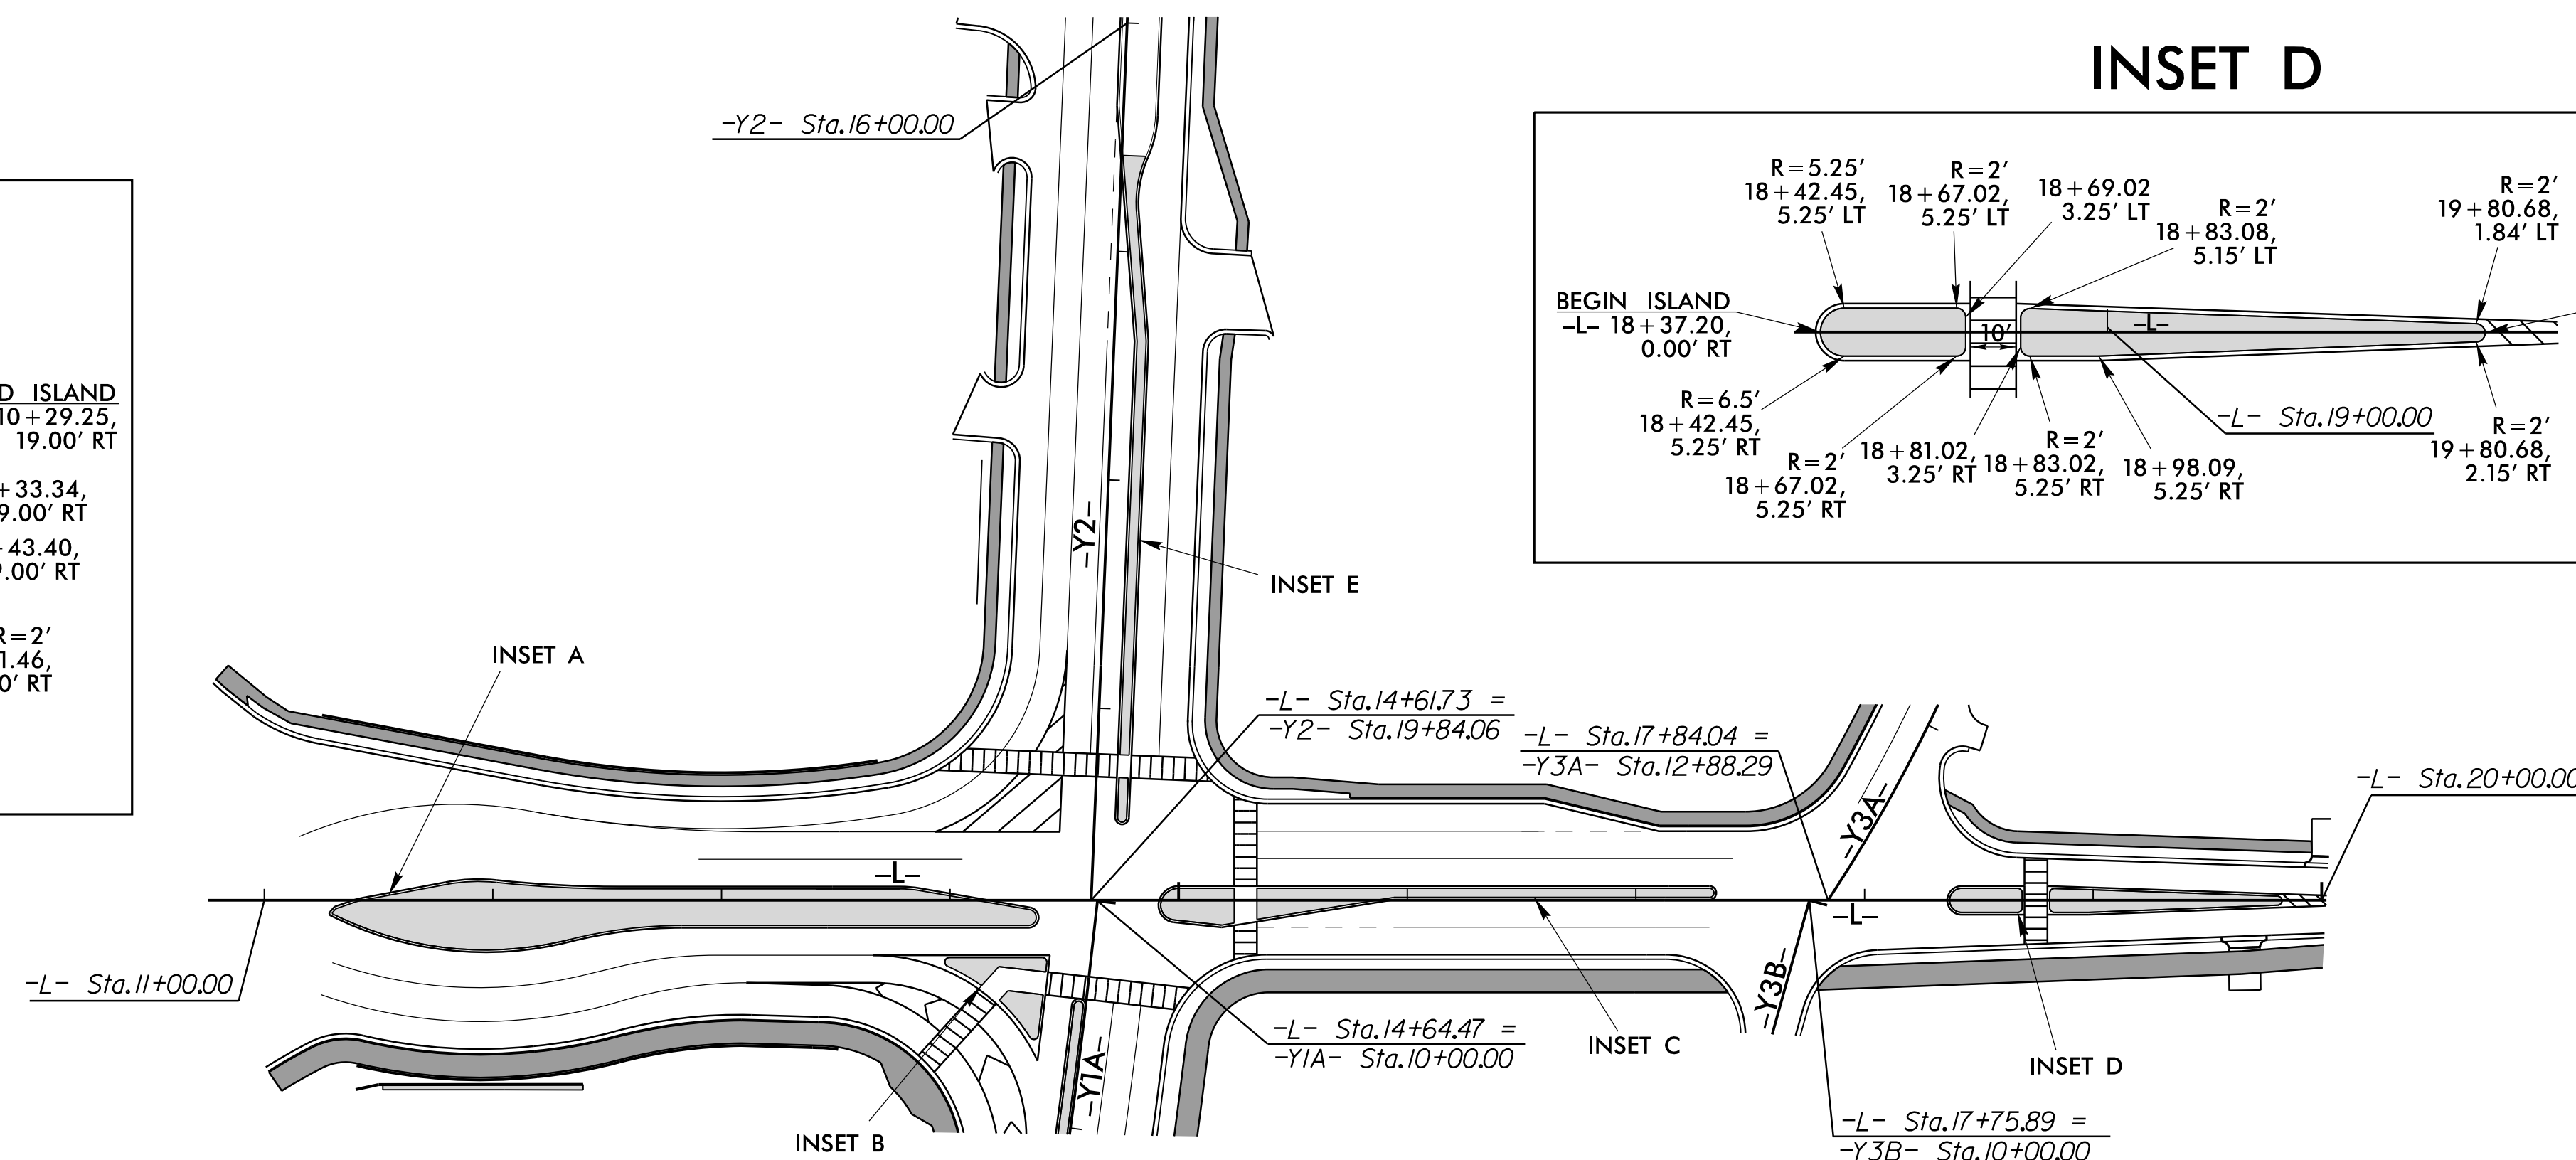 INSET D
-Y2- Sta.16+00.00
D ISLAND
10+29.25,
19.00' RT
+33.34,
9.00' RT
43.40,
.00' RT
R=2'
1.46,
0' RT
R=5.25'
18+42.45,
5.25' LT
R=2'
18+67.02,
5.25' LT
18+69.02
3.25' LT
R=2'
18+83.08,
5.15' LT
R=2'
19+80.68,
1.84' LT
BEGIN ISLAND
-L- 18+37.20,
0.00' RT
10'
-L-
R=6.5'
18+42.45,
5.25' RT
R=2'
18+67.02,
5.25' RT
18+81.02,
3.25' RT
R=2'
18+83.02,
5.25' RT
18+98.09,
5.25' RT
-L- Sta.19+00.00
R=2'
19+80.68,
2.15' RT
-Y2-
INSET E
INSET A
-L- Sta.14+61.73 =
-Y2- Sta.19+84.06
-L- Sta.17+84.04 =
-Y3A- Sta.12+88.29
-L- Sta.20+00.00
-Y3A-
-L-
-L-
-L- Sta.11+00.00
-Y3B-
-Y1A-
-L- Sta.14+64.47 =
-Y1A- Sta.10+00.00
INSET C
INSET D
INSET B
-L- Sta.17+75.89 =
-Y3B- Sta.10+00.00